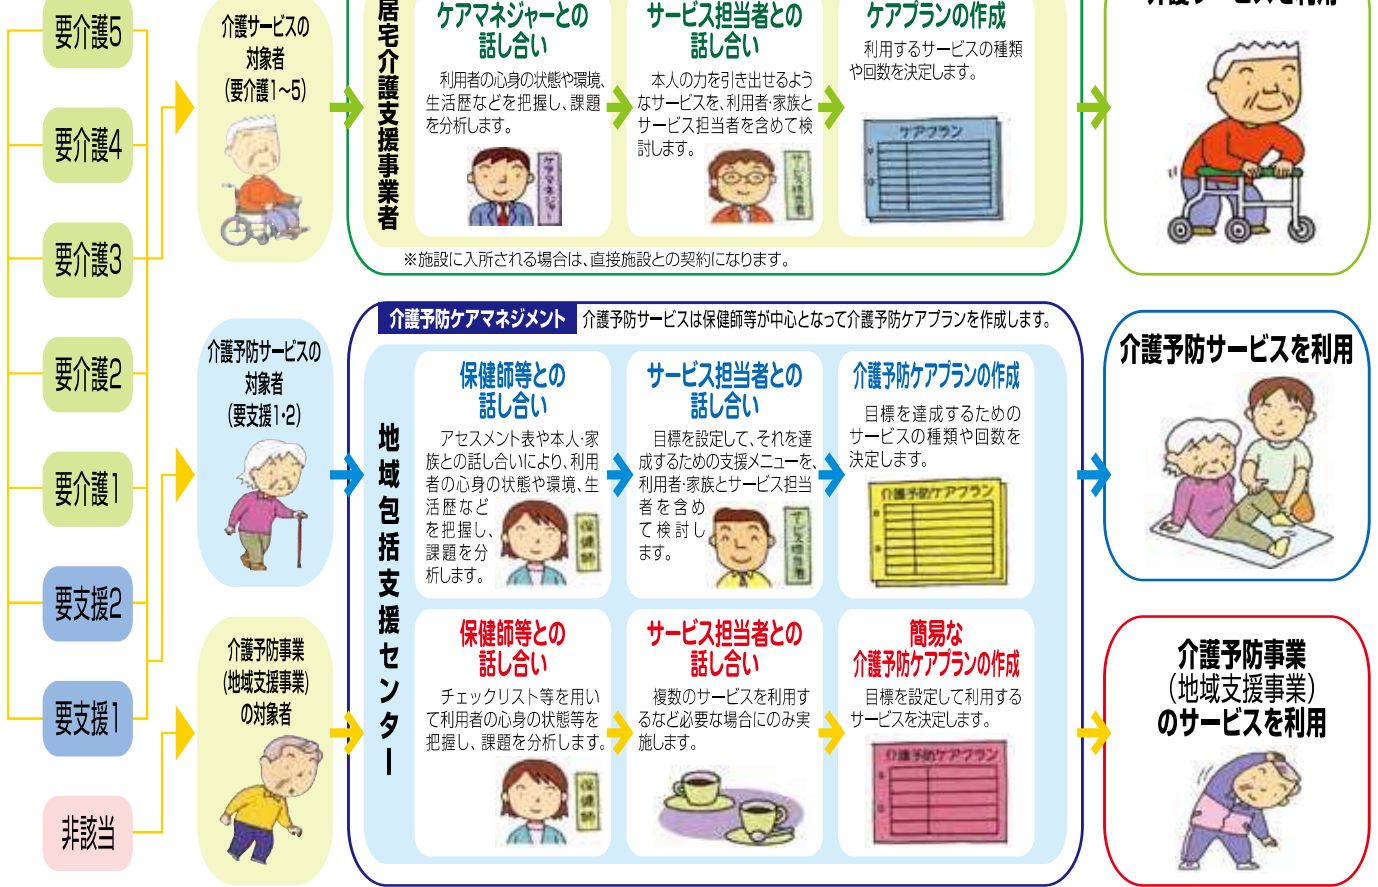 要介護5
要介護4
要介護3
要介護2
要介護1
要支援2
要支援1
非該当
介護サービスの
対象者
(要介護1〜5)
居宅介護支援事業者
ケアマネジャーとの
話し合い
利用者の心身の状態や環境、
生活歴などを把握し、課題
を分析します。
ケアマネジャー
サービス担当者との
話し合い
本人の力を引き出せるよう
なサービスを、利用者・家族と
サービス担当者を含めて検
討します。
サービス担当者
ケアプランの作成
利用するサービスの種類
や回数を決定します。
ケアプラン
※施設に入所される場合は、直接施設との契約になります。
介護サービスを利用
介護予防サービスの
対象者
(要支援1・2)
介護予防ケアマネジメント 介護予防サービスは保健師等が中心となって介護予防ケアプランを作成します。
地域包括支援センター
保健師等との
話し合い
アセスメント表や本人・家
族との話し合いにより、利用
者の心身の状態や環境、生
活歴など
を把握し、
課題を分
析します。
保健師
サービス担当者との
話し合い
目標を設定して、それを達
成するための支援メニューを、
利用者・家族とサービス担当
者を含め
て検討し
ます。
サービス担当者
介護予防ケアプランの作成
目標を達成するための
サービスの種類や回数を
決定します。
介護予防ケアプラン
介護予防サービスを利用
介護予防事業
(地域支援事業)
の対象者
保健師等との
話し合い
チェックリスト等を用い
て利用者の心身の状態等を
把握し、課題を分析します。
保健師
サービス担当者との
話し合い
複数のサービスを利用す
るなど必要な場合にのみ実
施します。
簡易な
介護予防ケアプランの作成
目標を設定して利用する
サービスを決定します。
介護予防ケアプラン
介護予防事業
(地域支援事業)
のサービスを利用